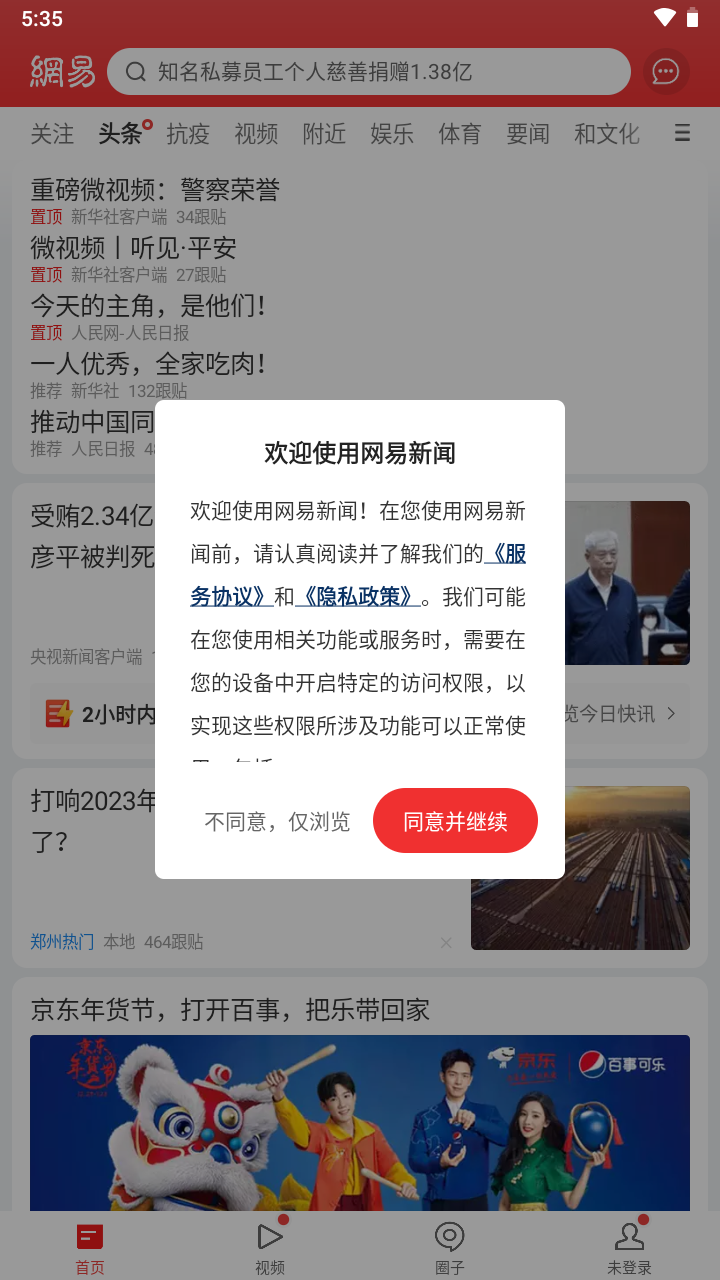 5:35
網易
知名私募员工个人慈善捐赠1.38亿
关注 头条 抗疫 视频 附近 娱乐 体育 要闻 和文化
重磅微视频：警察荣誉
置顶 新华社客户端 34跟贴
微视频丨听见·平安
置顶 新华社客户端 27跟贴
今天的主角，是他们！
置顶 人民网-人民日报
一人优秀，全家吃肉！
推荐 新华社 132跟贴
推动中国同
推荐 人民日报
欢迎使用网易新闻
欢迎使用网易新闻！在您使用网易新
闻前，请认真阅读并了解我们的《服
务协议》和《隐私政策》。我们可能
在您使用相关功能或服务时，需要在
您的设备中开启特定的访问权限，以
实现这些权限所涉及功能可以正常使
不同意，仅浏览 同意并继续
受贿2.34亿
彦平被判死
央视新闻客户端
2小时内
览今日快讯
打响2023年
了？
郑州热门 本地 464跟贴
京东年货节，打开百事，把乐带回家
京东
年货节
京东
百事可乐
首页 视频 圈子 未登录